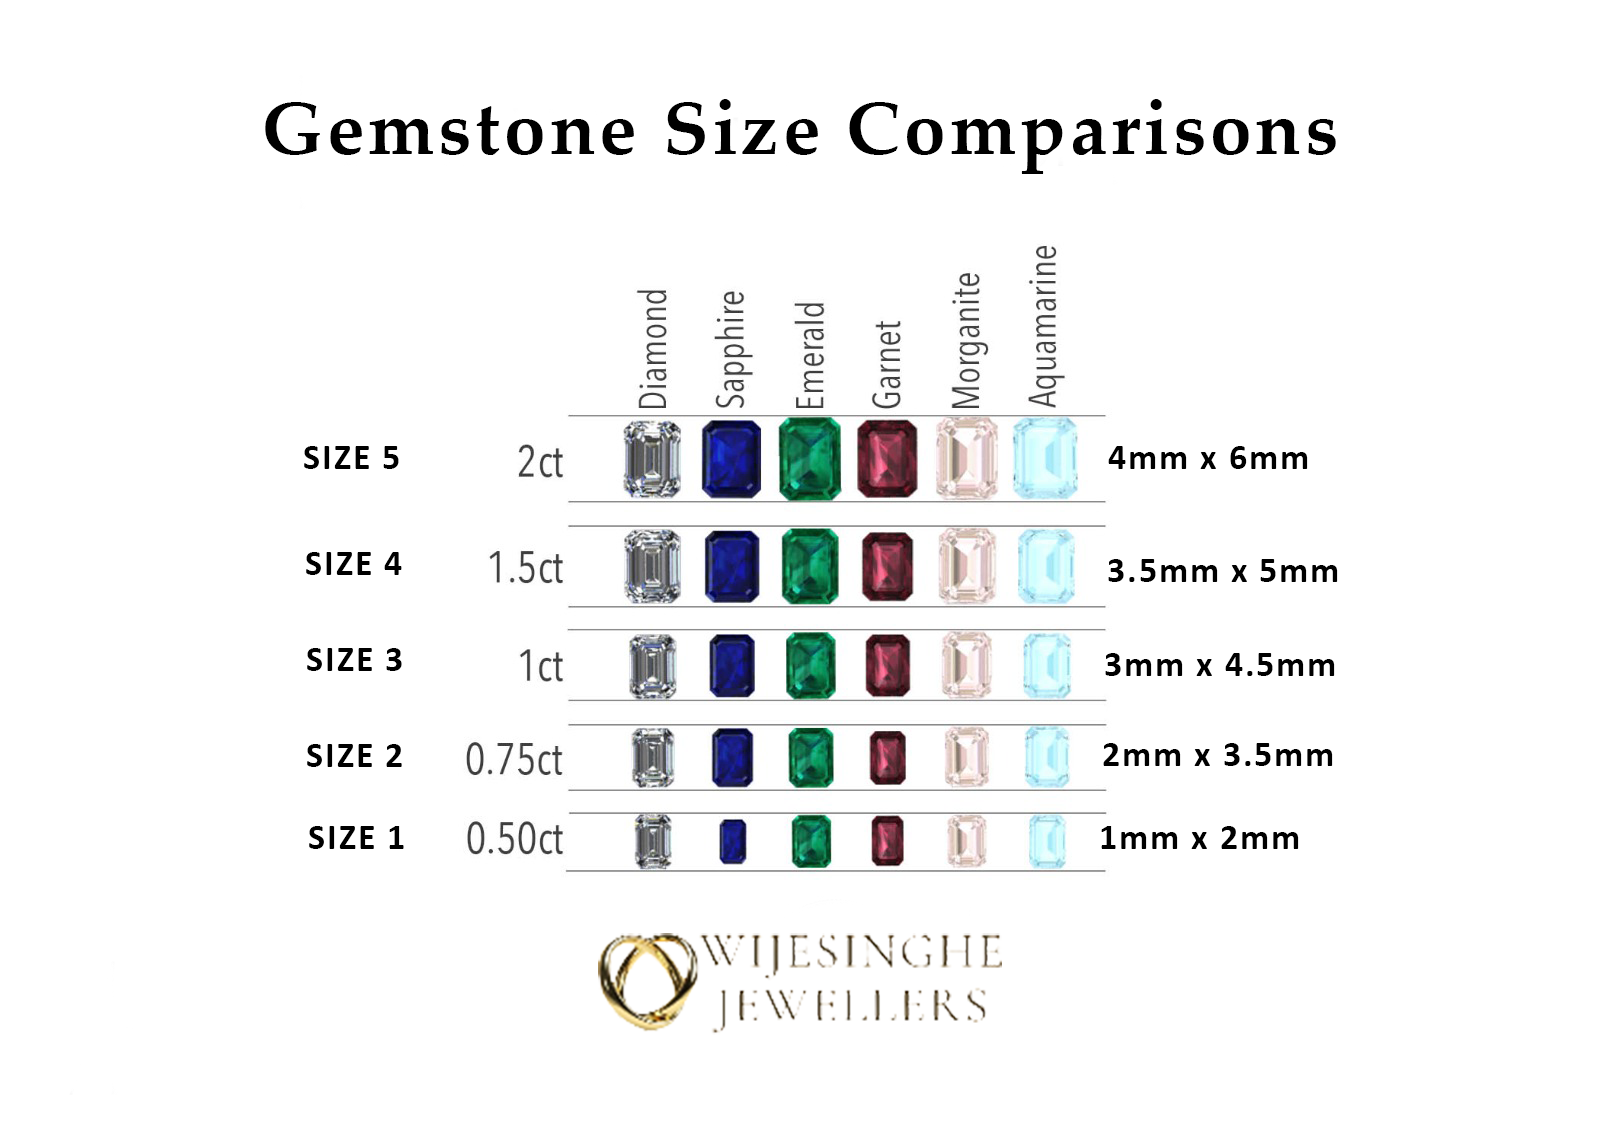 Gemstone Size Comparisons
Diamond
Sapphire
Emerald
Garnet
Morganite
Aquamarine
SIZE 5 2ct 4mm x 6mm
SIZE 4 1.5ct 3.5mm x 5mm
SIZE 3 1ct 3mm x 4.5mm
SIZE 2 0.75ct 2mm x 3.5mm
SIZE 1 0.50ct 1mm x 2mm
WIJESINGHE
JEWELLERS